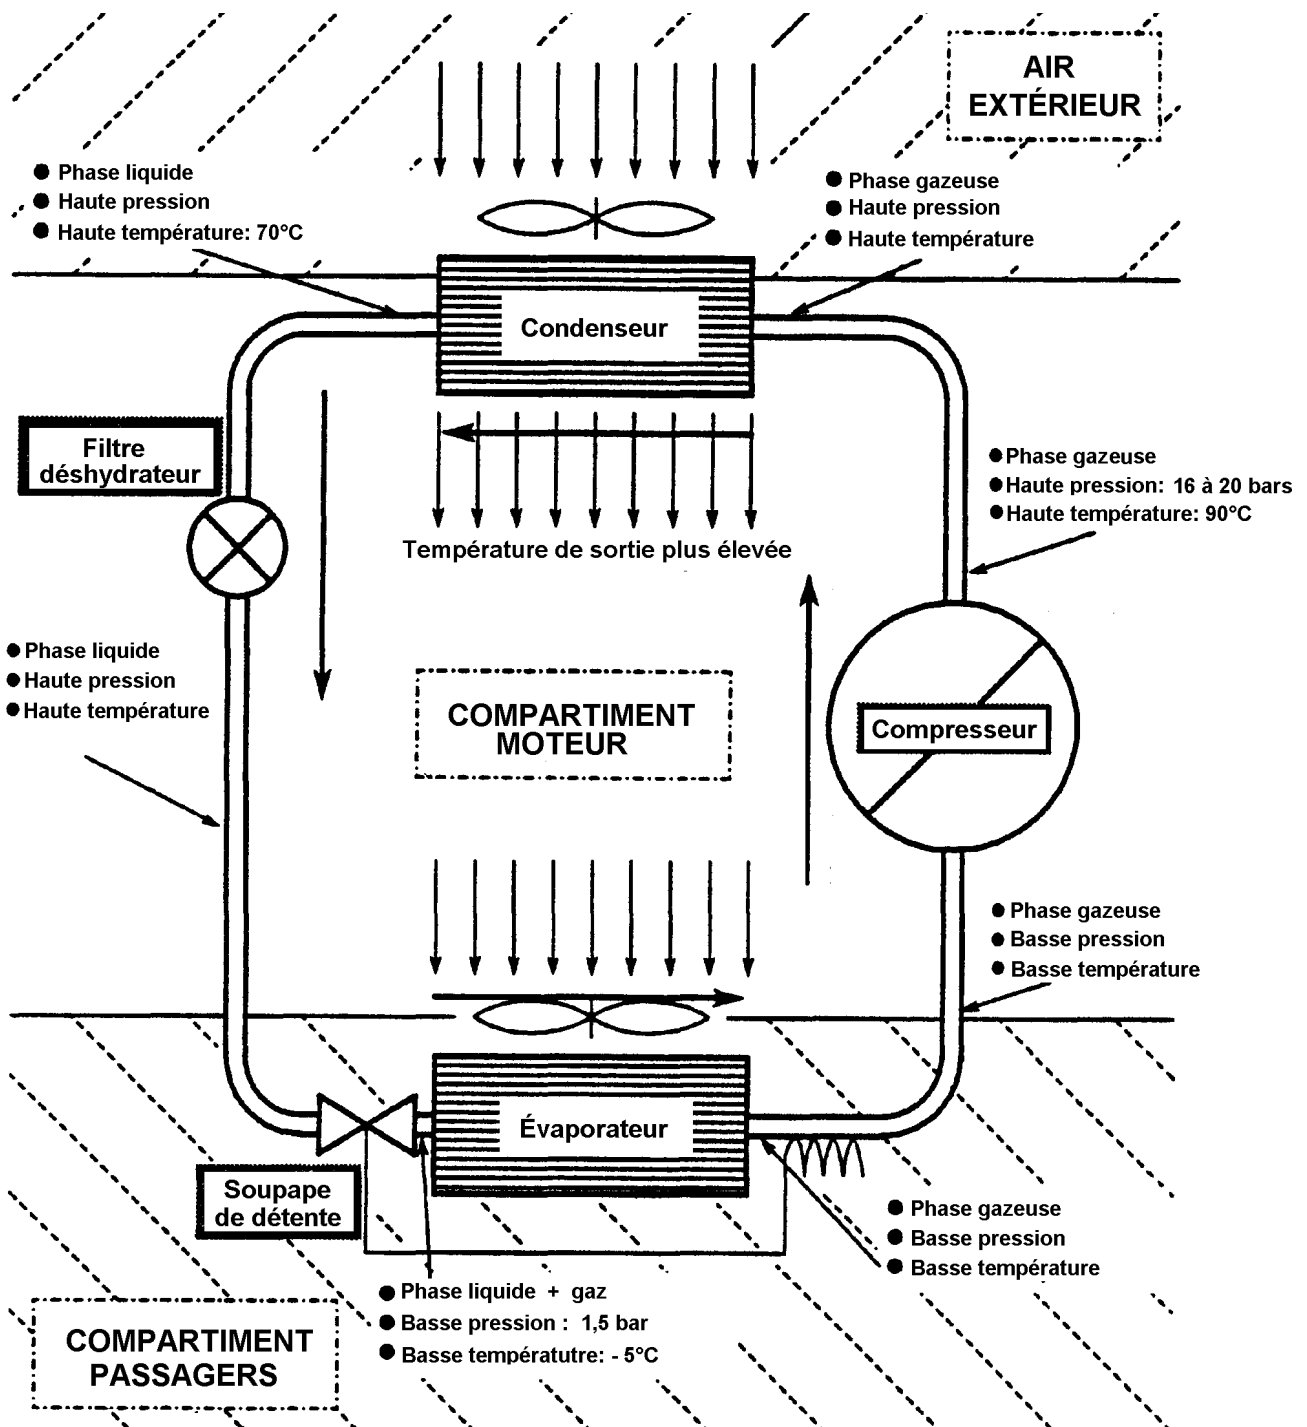 AIR
EXTÉRIEUR
● Phase liquide
● Haute pression
● Haute température: 70°C
● Phase gazeuse
● Haute pression
● Haute température
Condenseur
Filtre
déshydrateur
● Phase gazeuse
● Haute pression: 16 à 20 bars
● Haute température: 90°C
Température de sortie plus élevée
● Phase liquide
● Haute pression
● Haute température
COMPARTIMENT
MOTEUR
Compresseur
● Phase gazeuse
● Basse pression
● Basse température
Évaporateur
Soupape
de détente
● Phase gazeuse
● Basse pression
● Basse température
● Phase liquide + gaz
● Basse pression : 1,5 bar
● Basse températutre: - 5°C
COMPARTIMENT
PASSAGERS